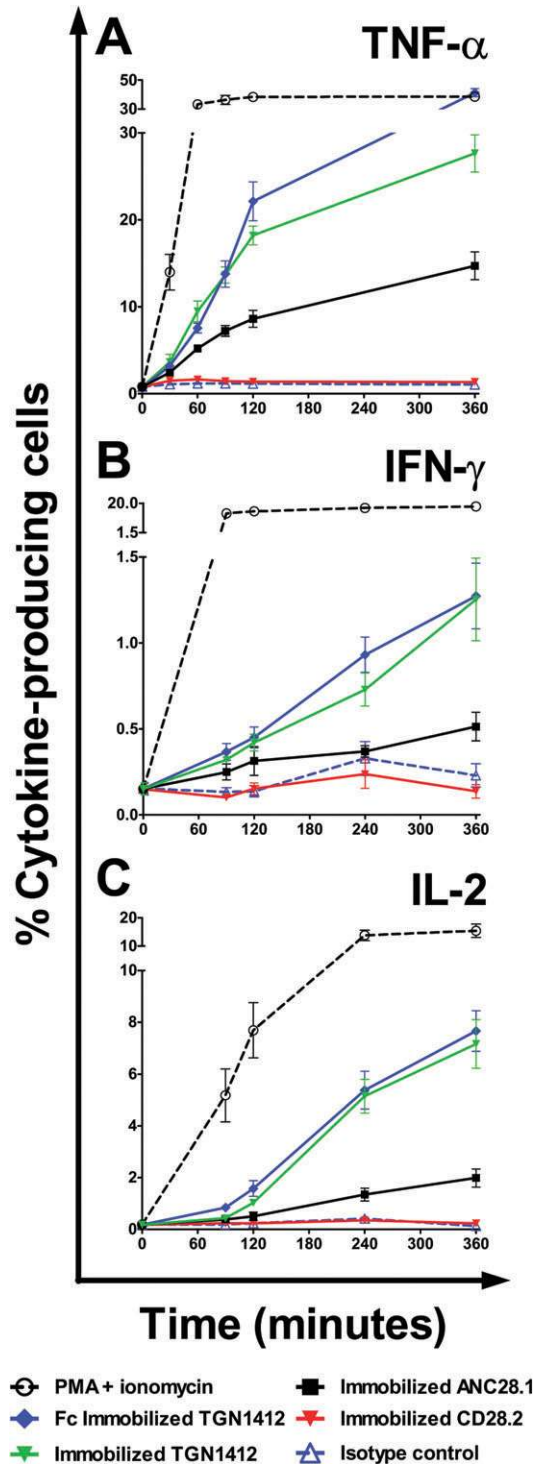 A
TNF-α
50
30
30
20
10
0
0 60 120 180 240 300 360
B
IFN-γ
20.0
1.5
1.5
1.0
0.5
0.0
0 60 120 180 240 300 360
C
IL-2
20
10
10
8
6
4
2
0
0 60 120 180 240 300 360
% Cytokine-producing cells
Time (minutes)
PMA + ionomycin
Immobilized ANC28.1
Fc Immobilized TGN1412
Immobilized CD28.2
Immobilized TGN1412
Isotype control